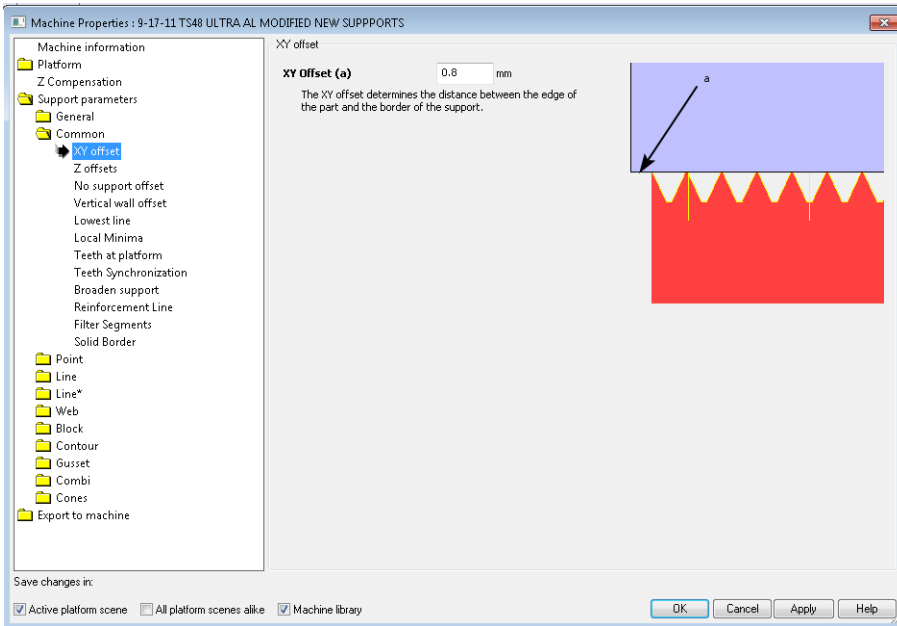 Machine Properties : 9-17-11 TS48 ULTRA AL MODIFIED NEW SUPPPORTS
Machine information
Platform
Z Compensation
Support parameters
General
Common
XY offset
Z offsets
No support offset
Vertical wall offset
Lowest line
Local Minima
Teeth at platform
Teeth Synchronization
Broaden support
Reinforcement Line
Filter Segments
Solid Border
Point
Line
Line*
Web
Block
Contour
Gusset
Combi
Cones
Export to machine
XY offset
XY Offset (a) 0.8 mm
The XY offset determines the distance between the edge of
the part and the border of the support.
a
Save changes in:
Active platform scene All platform scenes alike Machine library
OK Cancel Apply Help